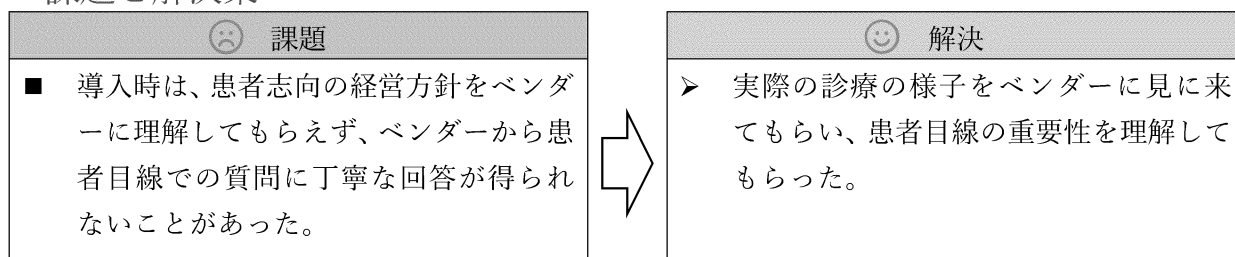 課題と解決策
課題
■ 導入時は、患者志向の経営方針をベンダ
ーに理解してもらえず、ベンダーから患
者目線での質問に丁寧な回答が得られ
ないことがあった。
解決
➢ 実際の診療の様子をベンダーに見に来
てもらい、患者目線の重要性を理解して
もらった。